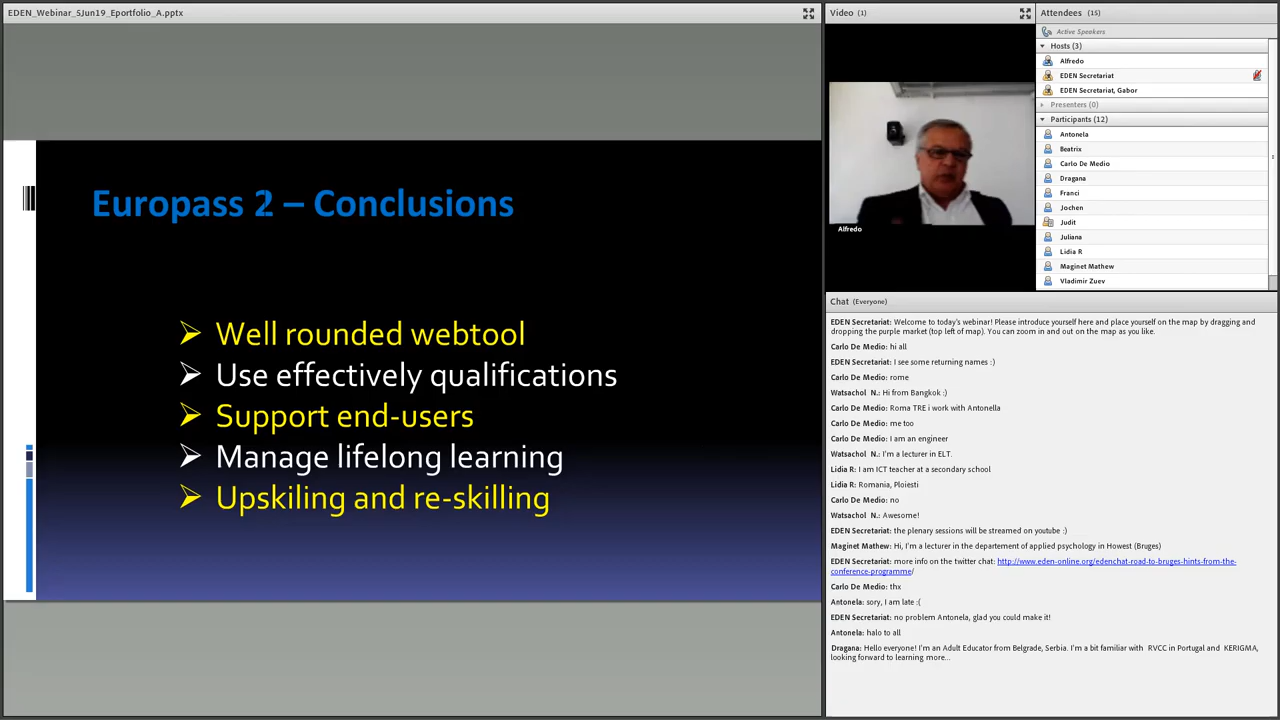 EDEN_Webinar_5Jun19_Eportfolio_A.pptx
Europass 2 – Conclusions
Well rounded webtool
Use effectively qualifications
Support end-users
Manage lifelong learning
Upskiling and re-skilling
Video (1)
Alfredo
Attendees (15)
Active Speakers
Hosts (3)
Alfredo
EDEN Secretariat
EDEN Secretariat, Gabor
Presenters (0)
Participants (12)
Antonela
Beatrix
Carlo De Medio
Dragana
Franci
Jochen
Judit
Juliana
Lidia R
Maginet Mathew
Vladimir Zuev
Chat (Everyone)
EDEN Secretariat: Welcome to today's webinar! Please introduce yourself here and place yourself on the map by dragging and
dropping the purple market (top left of map). You can zoom in and out on the map as you like.
Carlo De Medio: hi all
EDEN Secretariat: I see some returning names :)
Carlo De Medio: rome
Watsachol N.: Hi from Bangkok :)
Carlo De Medio: Roma TRE i work with Antonella
Carlo De Medio: me too
Carlo De Medio: I am an engineer
Watsachol N.: I'm a lecturer in ELT.
Lidia R: I am ICT teacher at a secondary school
Lidia R: Romania, Ploiesti
Carlo De Medio: no
Watsachol N.: Awesome!
EDEN Secretariat: the plenary sessions will be streamed on youtube :)
Maginet Mathew: Hi, I'm a lecturer in the departement of applied psychology in Howest (Bruges)
EDEN Secretariat: more info on the twitter chat: http://www.eden-online.org/edenchat-road-to-bruges-hints-from-the-
conference-programme/
Carlo De Medio: thx
Antonela: sory, I am late :(
EDEN Secretariat: no problem Antonela, glad you could make it!
Antonela: halo to all
Dragana: Hello everyone! I'm an Adult Educator from Belgrade, Serbia. I'm a bit familiar with RVCC in Portugal and KERIGMA,
looking forward to learning more...